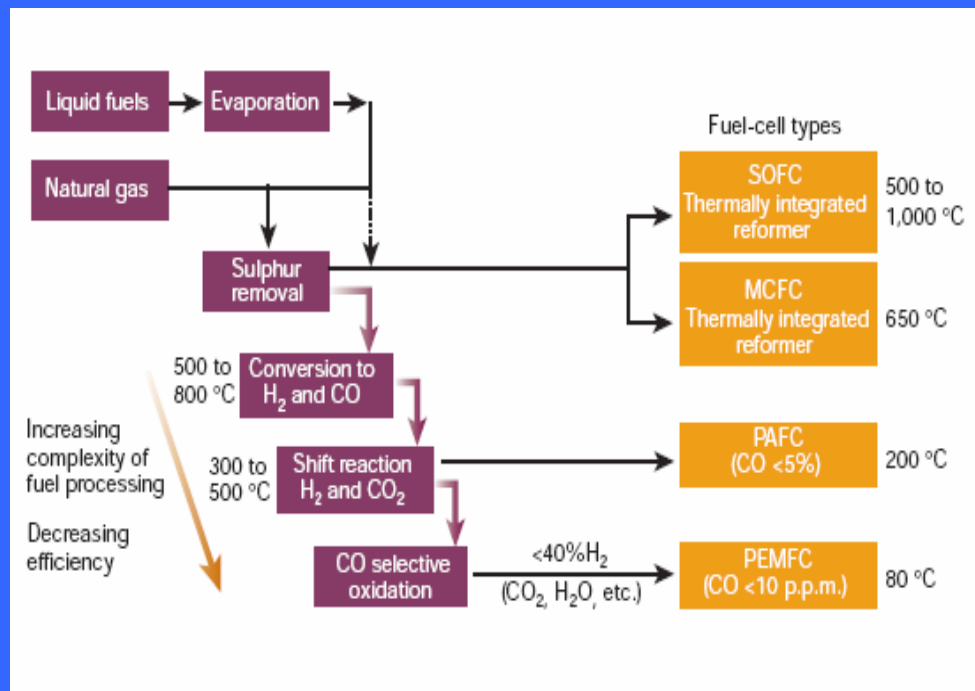 Liquid fuels
Evaporation
Fuel-cell types
Natural gas
SOFC
Thermally integrated
reformer
500 to
1,000 °C
Sulphur
removal
MCFC
Thermally integrated
reformer
650 °C
500 to
800 °C
Conversion to
H₂ and CO
Increasing
complexity of
fuel processing
Decreasing
efficiency
300 to
500 °C
Shift reaction
H₂ and CO₂
PAFC
(CO <5%)
200 °C
CO selective
oxidation
<40%H₂
(CO₂, H₂O, etc.)
PEMFC
(CO <10 p.p.m.)
80 °C